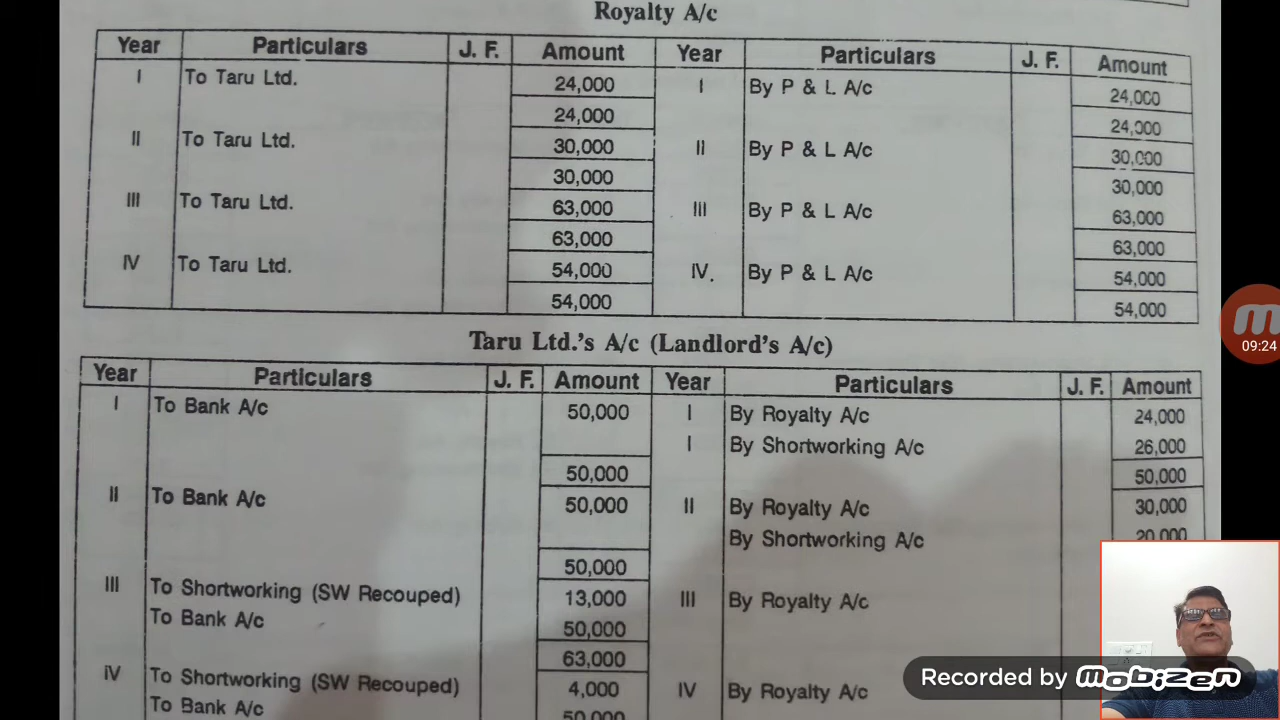 Royalty A/c
Year Particulars J. F. Amount Year Particulars J. F. Amount
I To Taru Ltd. 24,000 I By P & L A/c 24,000
24,000 24,000
II To Taru Ltd. 30,000 II By P & L A/c 30,000
30,000 30,000
III To Taru Ltd. 63,000 III By P & L A/c 63,000
63,000 63,000
IV To Taru Ltd. 54,000 IV. By P & L A/c 54,000
54,000 54,000
Taru Ltd.'s A/c (Landlord's A/c)
Year Particulars J. F. Amount Year Particulars J. F. Amount
I To Bank A/c 50,000 I By Royalty A/c 24,000
I By Shortworking A/c 26,000
50,000 50,000
II To Bank A/c 50,000 II By Royalty A/c 30,000
By Shortworking A/c 20,000
50,000
III To Shortworking (SW Recouped) 13,000 III By Royalty A/c
To Bank A/c 50,000
63,000
IV To Shortworking (SW Recouped) 4,000 IV By Royalty A/c
To Bank A/c 50,000
09:24
Recorded by Mobizen